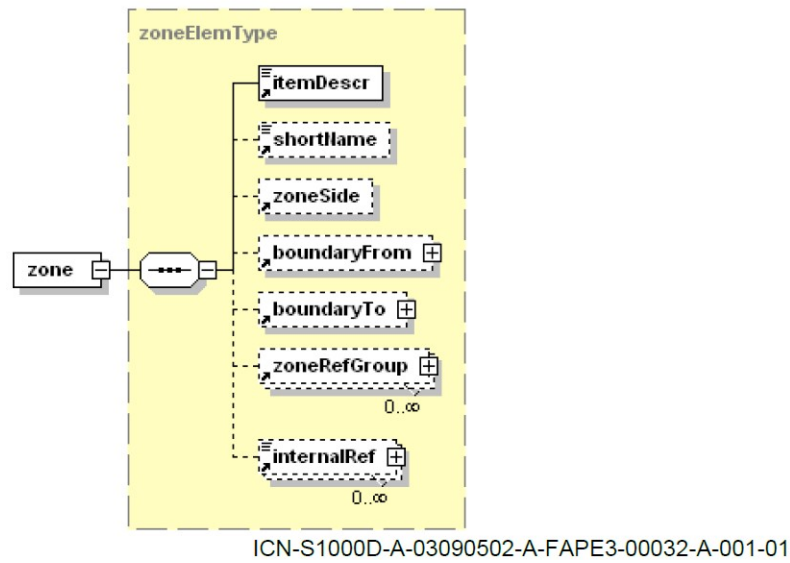 zoneElemType
itemDescr
shortName
zoneSide
boundaryFrom
zone
boundaryTo
zoneRefGroup
0..∞
internalRef
0..∞
ICN-S1000D-A-03090502-A-FAPE3-00032-A-001-01